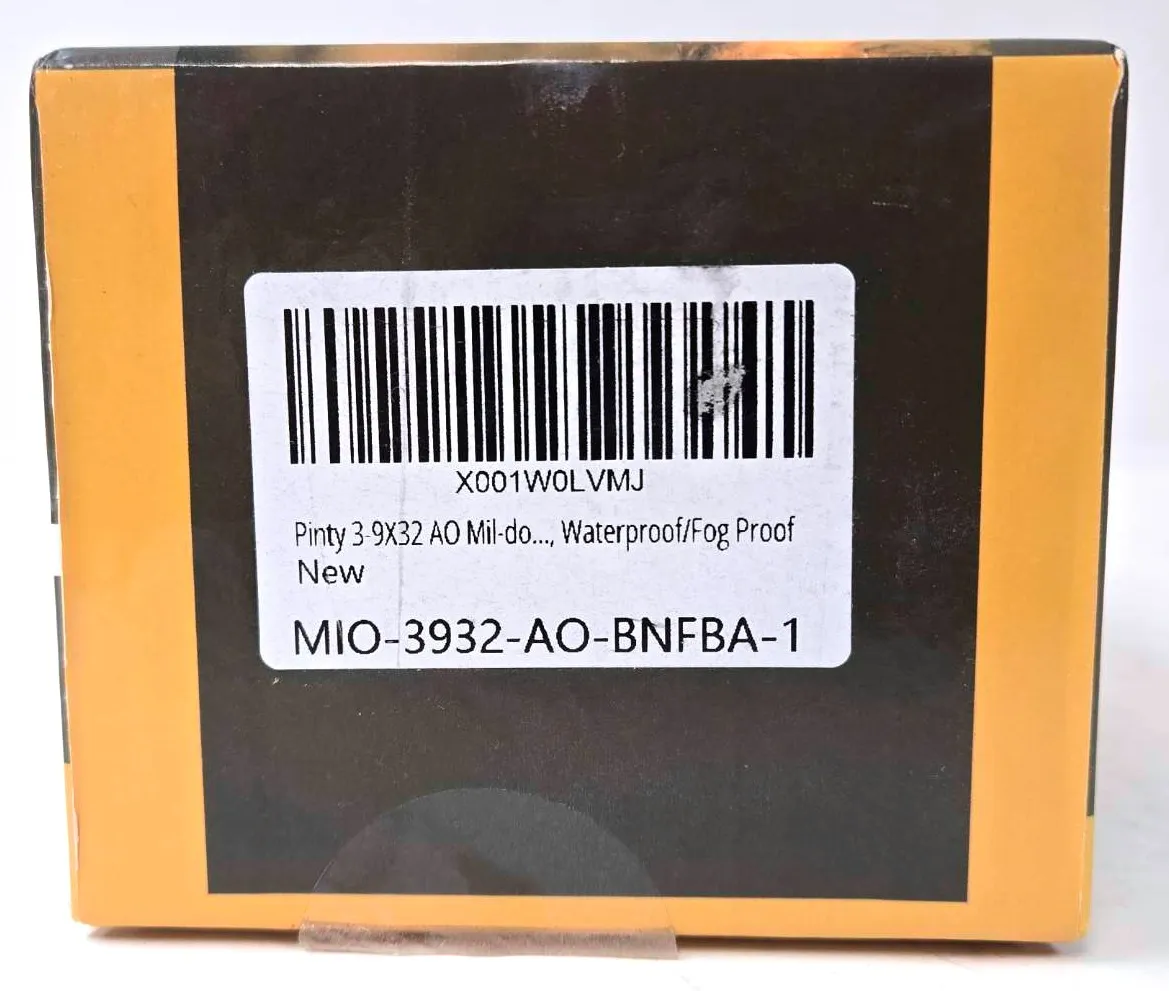 X001W0LVMJ
Pinty 3-9X32 AO Mil-do..., Waterproof/Fog Proof
New
MIO-3932-AO-BNFBA-1